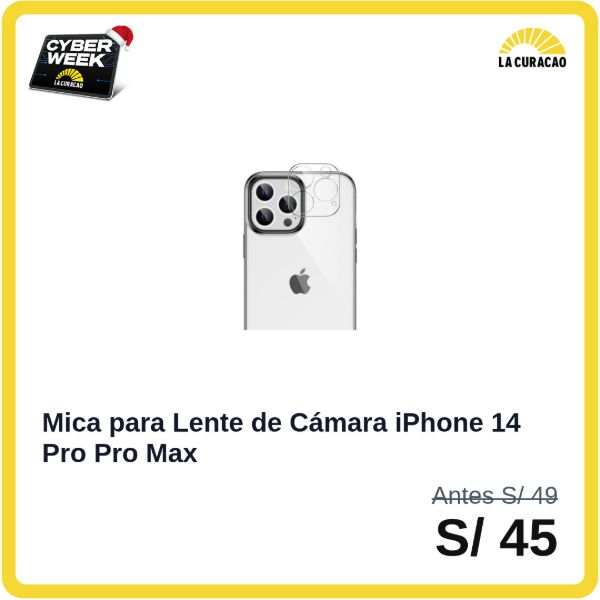 CYBER
WEEK
LA CURACAO
LA CURACAO
Mica para Lente de Cámara iPhone 14
Pro Pro Max
Antes S/ 49
S/ 45